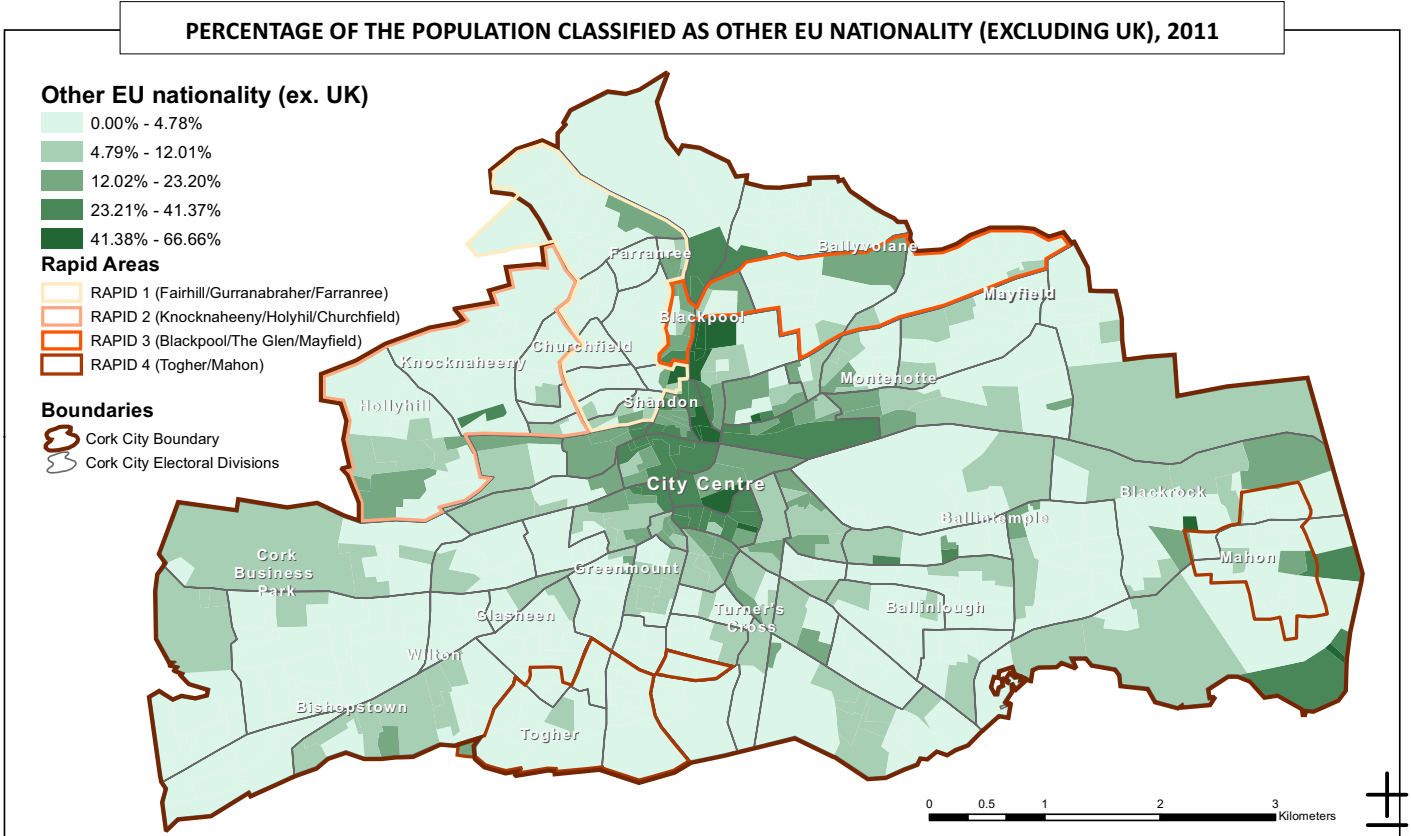 PERCENTAGE OF THE POPULATION CLASSIFIED AS OTHER EU NATIONALITY (EXCLUDING UK), 2011
Other EU nationality (ex. UK)
0.00% - 4.78%
4.79% - 12.01%
12.02% - 23.20%
23.21% - 41.37%
41.38% - 66.66%
Rapid Areas
RAPID 1 (Fairhill/Gurranabraher/Farranree)
RAPID 2 (Knocknaheeny/Holyhil/Churchfield)
RAPID 3 (Blackpool/The Glen/Mayfield)
RAPID 4 (Togher/Mahon)
Boundaries
Cork City Boundary
Cork City Electoral Divisions
Farranree
Ballyvolane
Mayfield
Blackpool
Churchfield
Knocknaheeny
Montehotte
Shandon
Hollyhill
City Centre
Blackrock
Ballintemple
Cork
Business
Park
Greenmount
Mahon
Glasheen
Turner's
Cross
Ballinlough
Wilton
Bishopstown
Togher
0 0.5 1 2 3
Kilometers